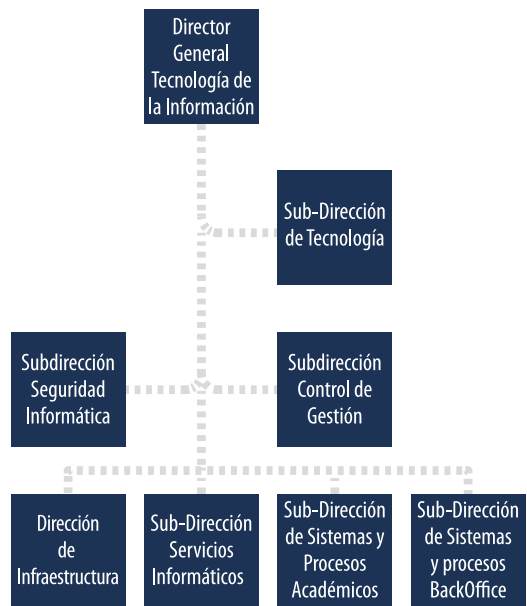 Director
General
Tecnología de
la Información
Sub-Dirección
de Tecnología
Subdirección
Seguridad
Informática
Subdirección
Control de
Gestión
Dirección
de
Infraestructura
Sub-Dirección
Servicios
Informáticos
Sub-Dirección
de Sistemas y
Procesos
Académicos
Sub-Dirección
de Sistemas
y procesos
BackOffice